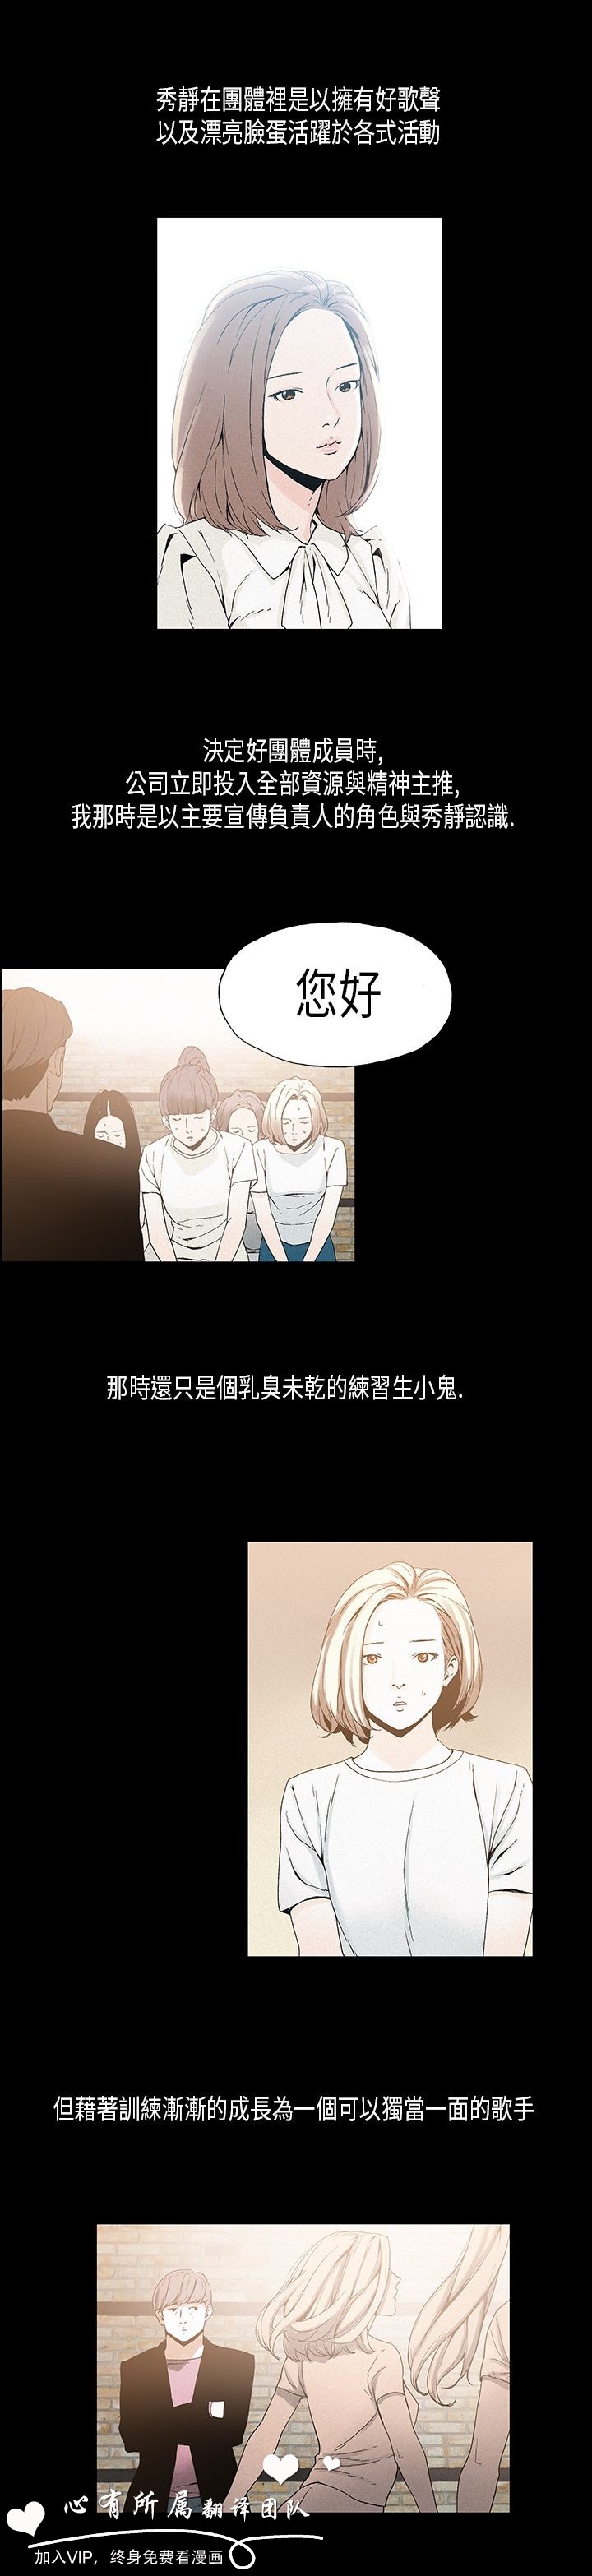 秀靜在團體裡是以擁有好歌聲
以及漂亮臉蛋活躍於各式活動
決定好團體成員時,
公司立即投入全部資源與精神主推,
我那時是以主要宣傳負責人的角色與秀靜認識.
您好
那時還只是個乳臭未乾的練習生小鬼.
但藉著訓練漸漸的成長為一個可以獨當一面的歌手
心有所属翻译团队
加入VIP，终身免费看漫画